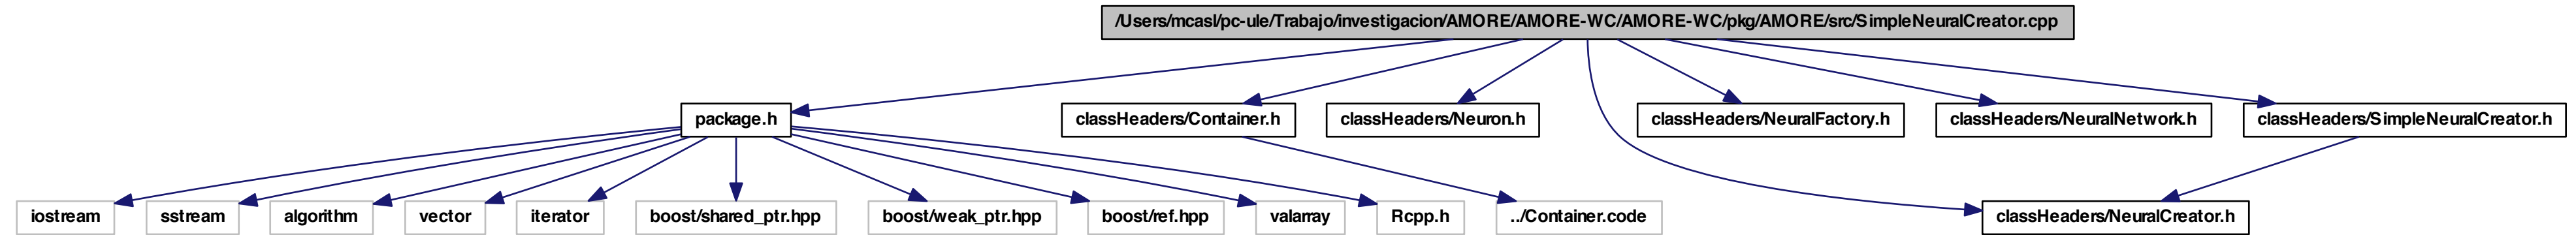 /Users/mcasl/pc-ule/Trabajo/investigacion/AMORE/AMORE-WC/AMORE-WC/pkg/AMORE/src/SimpleNeuralCreator.cpp
package.h
classHeaders/Container.h
classHeaders/Neuron.h
classHeaders/NeuralFactory.h
classHeaders/NeuralNetwork.h
classHeaders/SimpleNeuralCreator.h
iostream
sstream
algorithm
vector
iterator
boost/shared_ptr.hpp
boost/weak_ptr.hpp
boost/ref.hpp
valarray
Rcpp.h
../Container.code
classHeaders/NeuralCreator.h